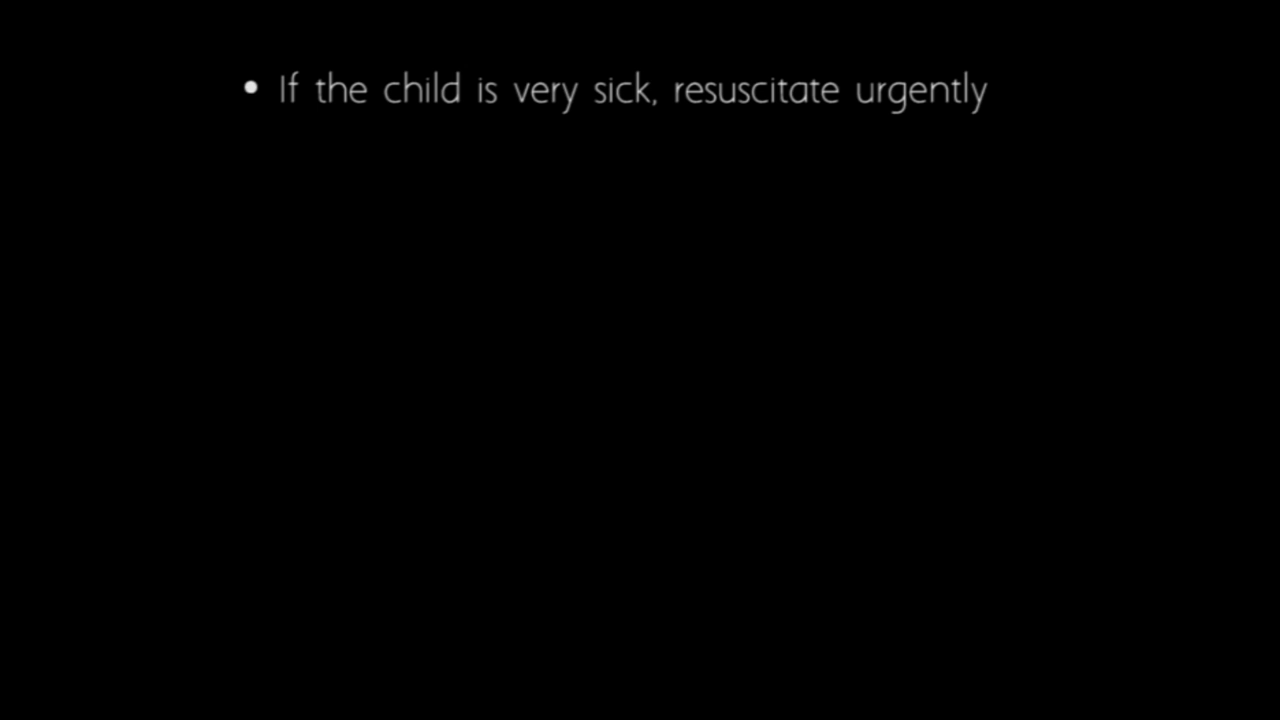 • If the child is very sick, resuscitate urgently